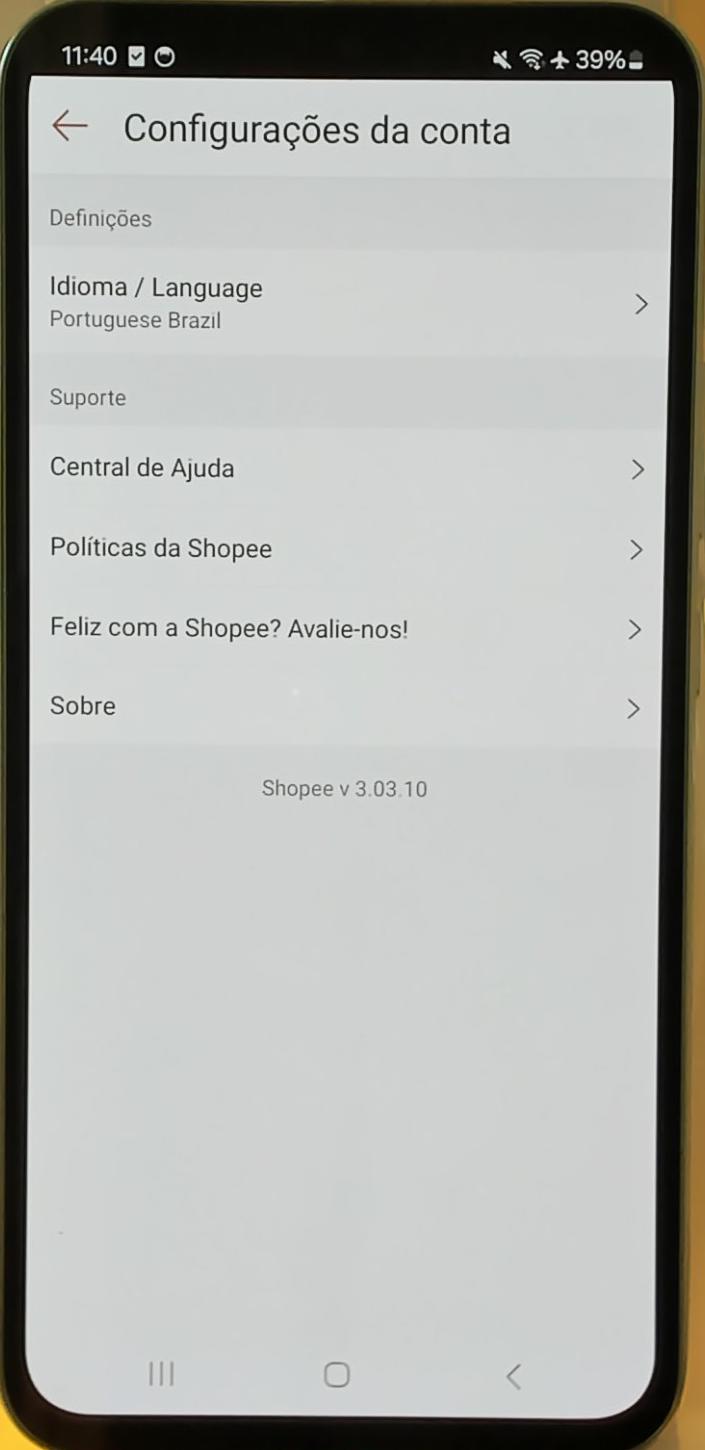 11:40 39%
Configurações da conta
Definições
Idioma / Language
Portuguese Brazil
Suporte
Central de Ajuda
Políticas da Shopee
Feliz com a Shopee? Avalie-nos!
Sobre
Shopee v 3.03.10